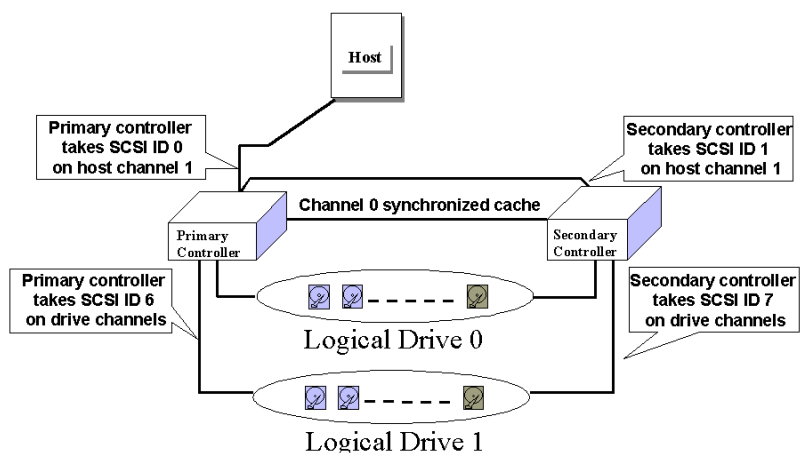 Host
Primary controller
takes SCSI ID 0
on host channel 1
Secondary controller
takes SCSI ID 1
on host channel 1
Channel 0 synchronized cache
Primary
Controller
Secondary
Controller
Primary controller
takes SCSI ID 6
on drive channels
Secondary controller
takes SCSI ID 7
on drive channels
Logical Drive 0
Logical Drive 1